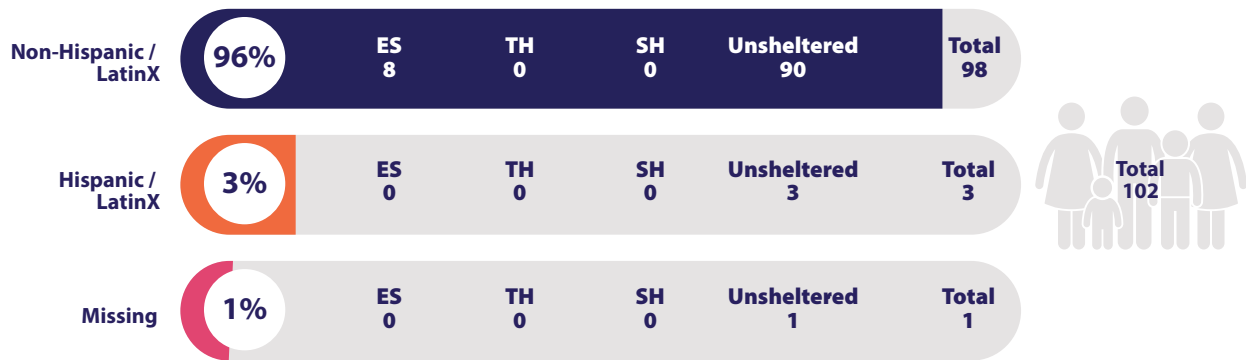 Non-Hispanic /
LatinX
96%
ES
8
TH
0
SH
0
Unsheltered
90
Total
98
Hispanic /
LatinX
3%
ES
0
TH
0
SH
0
Unsheltered
3
Total
3
Total
102
Missing
1%
ES
0
TH
0
SH
0
Unsheltered
1
Total
1